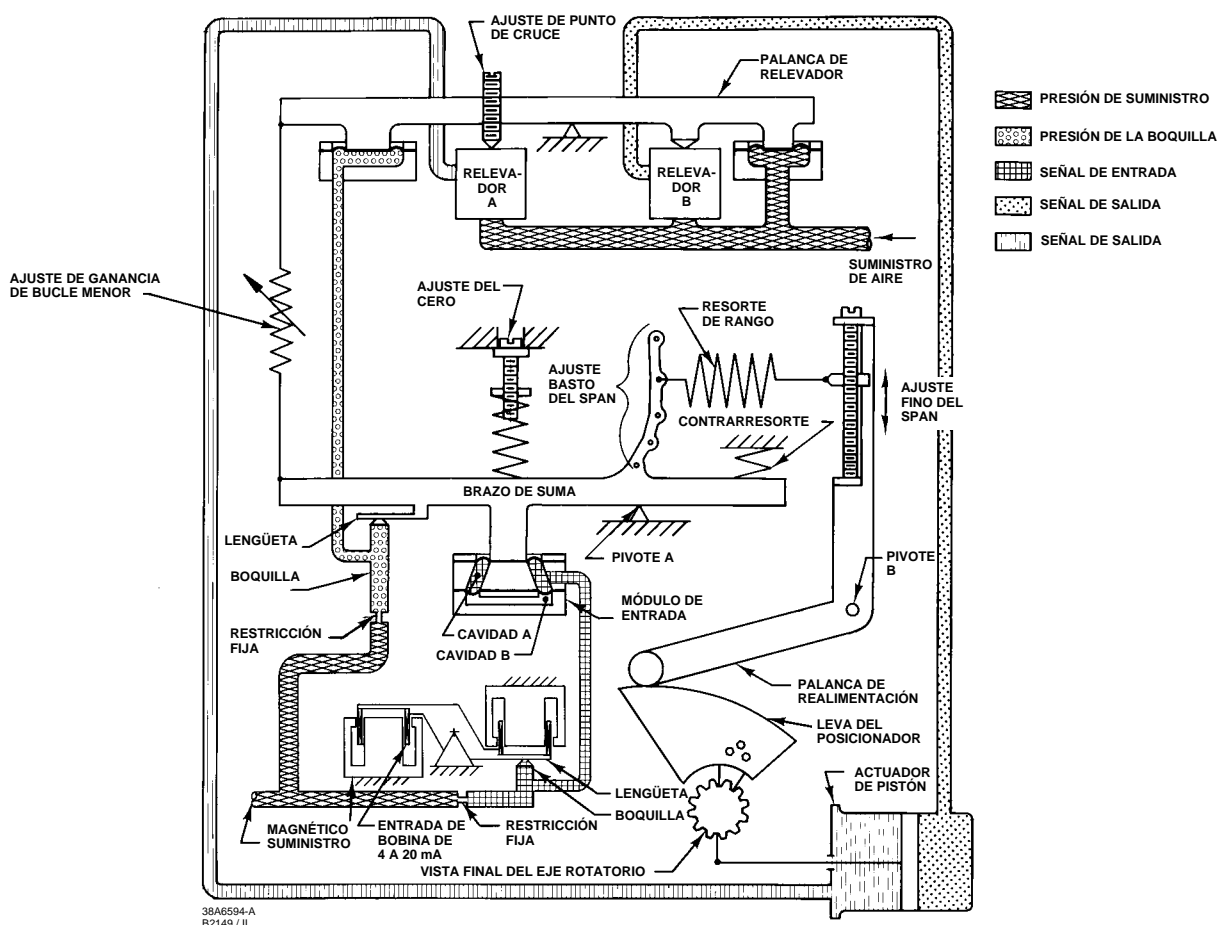 AJUSTE DE PUNTO
DE CRUCE
PALANCA DE
RELEVADOR
PRESIÓN DE SUMINISTRO
PRESIÓN DE LA BOQUILLA
SEÑAL DE ENTRADA
SEÑAL DE SALIDA
SEÑAL DE SALIDA
RELEVA-
DOR
A
RELEVA-
DOR
B
SUMINISTRO
DE AIRE
AJUSTE DE GANANCIA
DE BUCLE MENOR
AJUSTE DEL
CERO
RESORTE
DE RANGO
AJUSTE
BASTO
DEL SPAN
AJUSTE
FINO DEL
SPAN
CONTRARRESORTE
BRAZO DE SUMA
LENGÜETA
PIVOTE A
PIVOTE
B
BOQUILLA
MÓDULO DE
ENTRADA
RESTRICCIÓN
FIJA
CAVIDAD A
CAVIDAD B
PALANCA DE
REALIMENTACIÓN
LEVA DEL
POSICIONADOR
ACTUADOR
DE PISTÓN
LENGÜETA
BOQUILLA
MAGNÉTICO
SUMINISTRO
ENTRADA DE
BOBINA DE
4 A 20 mA
RESTRICCIÓN
FIJA
VISTA FINAL DEL EJE ROTATORIO
38A6594-A
B2149 / IL